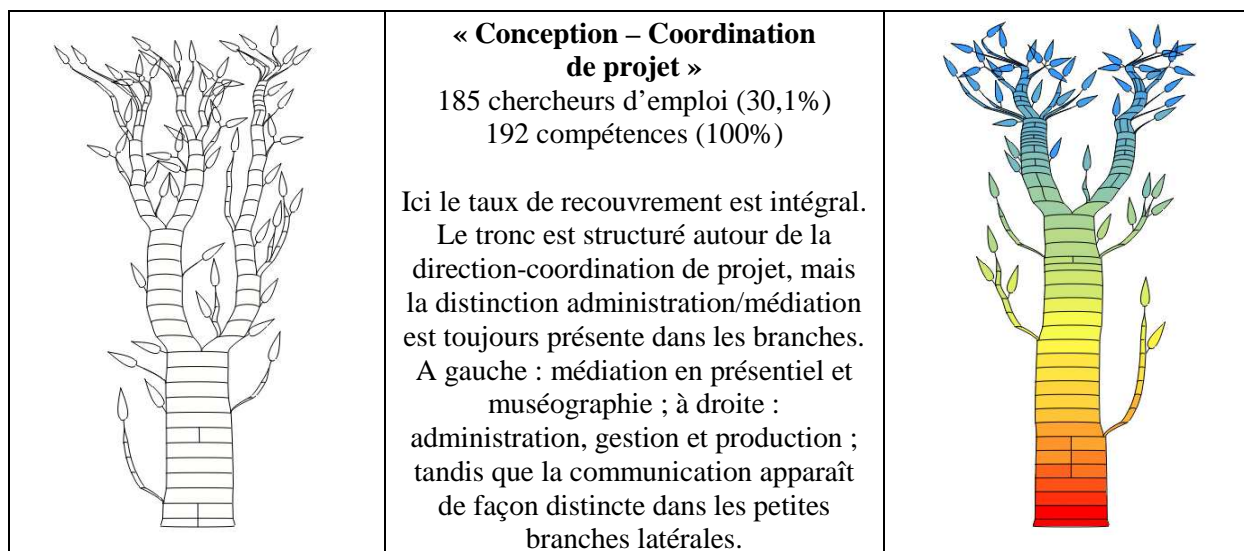 « Conception – Coordination
de projet »
185 chercheurs d’emploi (30,1%)
192 compétences (100%)
Ici le taux de recouvrement est intégral.
Le tronc est structuré autour de la
direction-coordination de projet, mais
la distinction administration/médiation
est toujours présente dans les branches.
A gauche : médiation en présentiel et
muséographie ; à droite :
administration, gestion et production ;
tandis que la communication apparaît
de façon distincte dans les petites
branches latérales.